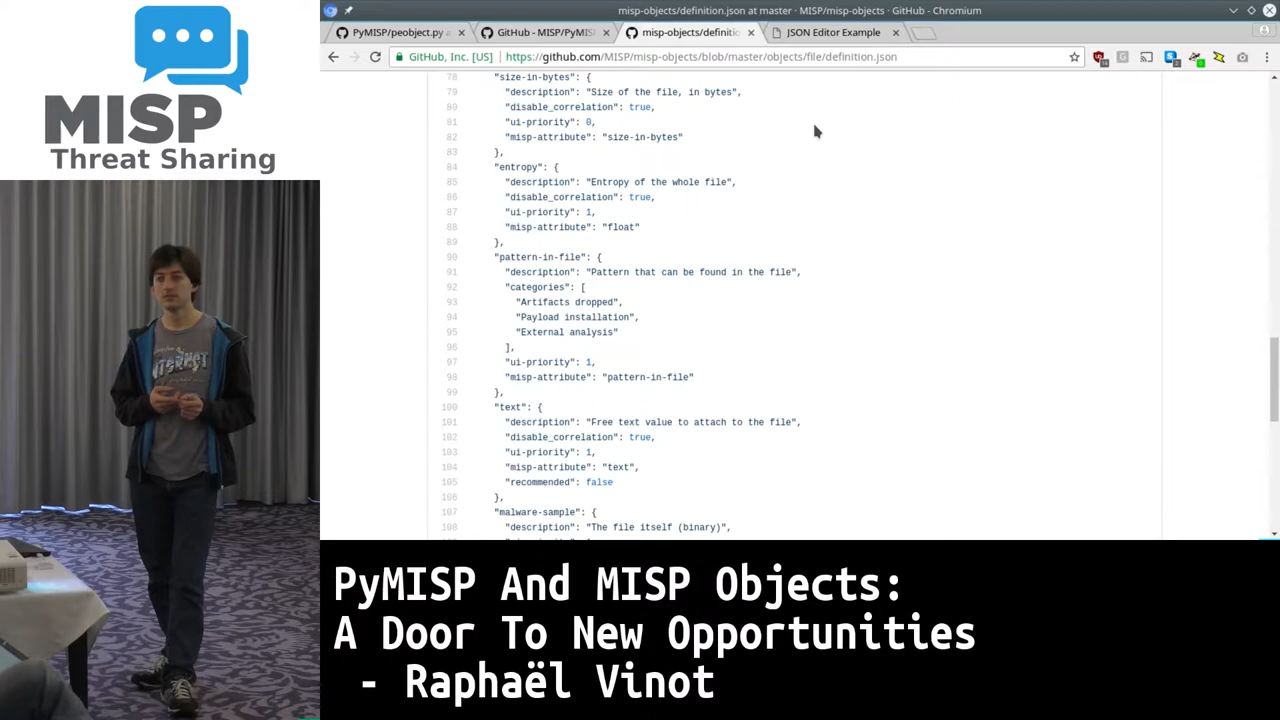 MISP
Threat Sharing
misp-objects/definition.json at master · MISP/misp-objects · GitHub - Chromium
PyMISP/peobject.py a
GitHub - MISP/PyMIS
misp-objects/definitio
JSON Editor Example
GitHub, Inc. [US]
https://github.com/MISP/misp-objects/blob/master/objects/file/definition.json
78 "size-in-bytes": {
79 "description": "Size of the file, in bytes",
80 "disable_correlation": true,
81 "ui-priority": 0,
82 "misp-attribute": "size-in-bytes"
83 },
84 "entropy": {
85 "description": "Entropy of the whole file",
86 "disable_correlation": true,
87 "ui-priority": 1,
88 "misp-attribute": "float"
89 },
90 "pattern-in-file": {
91 "description": "Pattern that can be found in the file",
92 "categories": [
93 "Artifacts dropped",
94 "Payload installation",
95 "External analysis"
96 ],
97 "ui-priority": 1,
98 "misp-attribute": "pattern-in-file"
99 },
100 "text": {
101 "description": "Free text value to attach to the file",
102 "disable_correlation": true,
103 "ui-priority": 1,
104 "misp-attribute": "text",
105 "recommended": false
106 },
107 "malware-sample": {
108 "description": "The file itself (binary)",
INTERNET
PyMISP And MISP Objects:
A Door To New Opportunities
- Raphaël Vinot